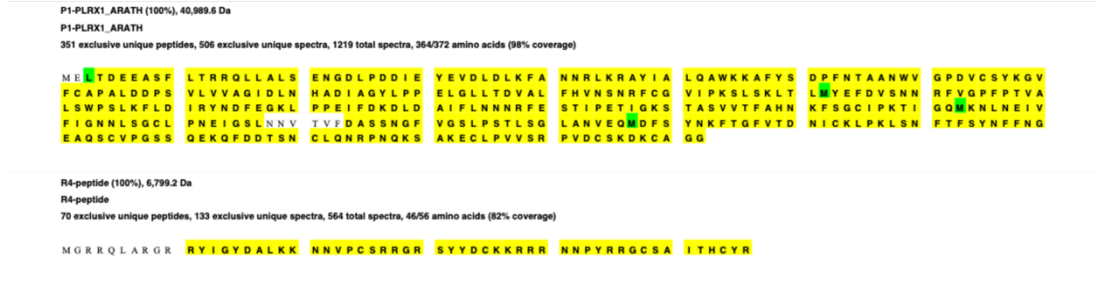 P1-PLRX1_ARATH (100%), 40,989.6 Da
P1-PLRX1_ARATH
351 exclusive unique peptides, 506 exclusive unique spectra, 1219 total spectra, 364/372 amino acids (98% coverage)
MELTDEEASF LTRRQLLALS ENGDLPDDIE YEVDLDLKFA NNRLKRAYIA LQAWKKAFYS DPFNTAANWV GPDVCSYKGV
FCAPALDDPS VLVVAGIDLN HADIAGYLPP ELGLLTDVAL FHVNSNRFCG VIPKSLSKLT LMYEFDVSNN RFVGPFPTVA
LSWPSLKFLD IRYNDFEGKL PPEIFDKDLD AIFLNNNRFE STIPETIGKS TASVVTFAHN KFSGCIPKTI GQMKNLNEIV
FIGNNLSGCL PNEIGSLNNV TVFDASSNGF VGSLPSTLSG LANVEQMDFS YNKFTGFVTD NICKLPKLSN FTFSYNFFNG
EAQSCVPGSS QEKQFDDTSN CLQNRPNQKS AKECLPVVSR PVDCSKDKCA GG
R4-peptide (100%), 6,799.2 Da
R4-peptide
70 exclusive unique peptides, 133 exclusive unique spectra, 564 total spectra, 46/56 amino acids (82% coverage)
MGRRQLARGR RYIGYDALKK NNVPCSRRGR SYYDCKKRRR NNPYRRGCSA ITHCYR